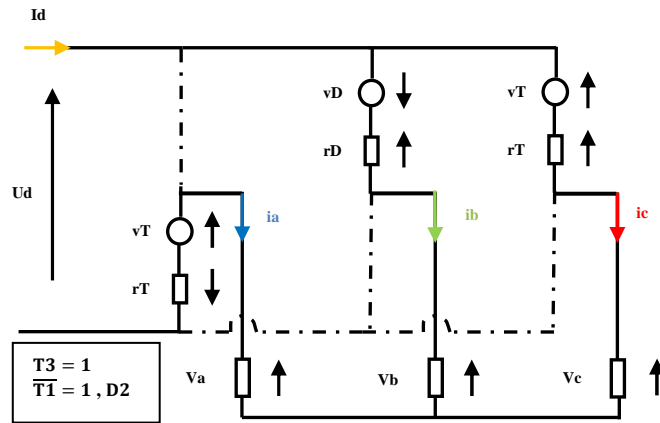 Id
vD
vT
rD
rT
Ud
ia
ib
ic
vT
rT
T3 = 1
T1̅ = 1 , D2
Va
Vb
Vc